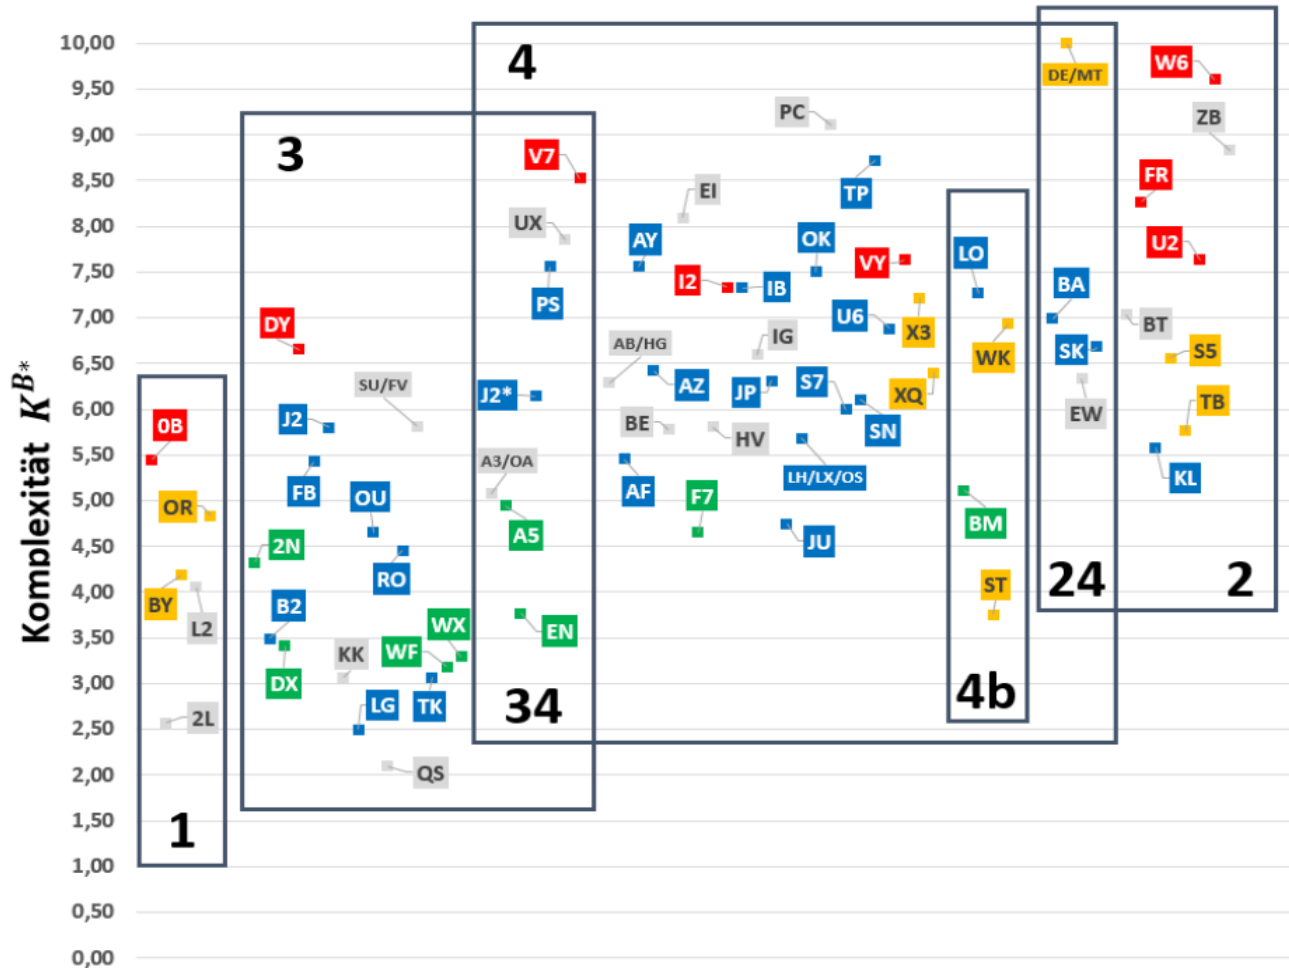 Komplexität K^{B*}
10,00
9,50
9,00
8,50
8,00
7,50
7,00
6,50
6,00
5,50
5,00
4,50
4,00
3,50
3,00
2,50
2,00
1,50
1,00
0,50
0,00
0B
OR
BY
L2
2L
1
3
DY
SU/FV
J2
FB
OU
2N
RO
B2
WX
KK
WF
DX
LG
TK
QS
4
V7
UX
PS
J2*
A3/OA
A5
EN
34
PC
EI
TP
AY
OK
I2
IB
VY
U6
X3
AB/HG
IG
AZ
JP
S7
XQ
BE
HV
SN
AF
LH/LX/OS
F7
JU
LO
WK
BM
ST
4b
DE/MT
BA
SK
EW
24
W6
ZB
FR
U2
BT
S5
TB
KL
2